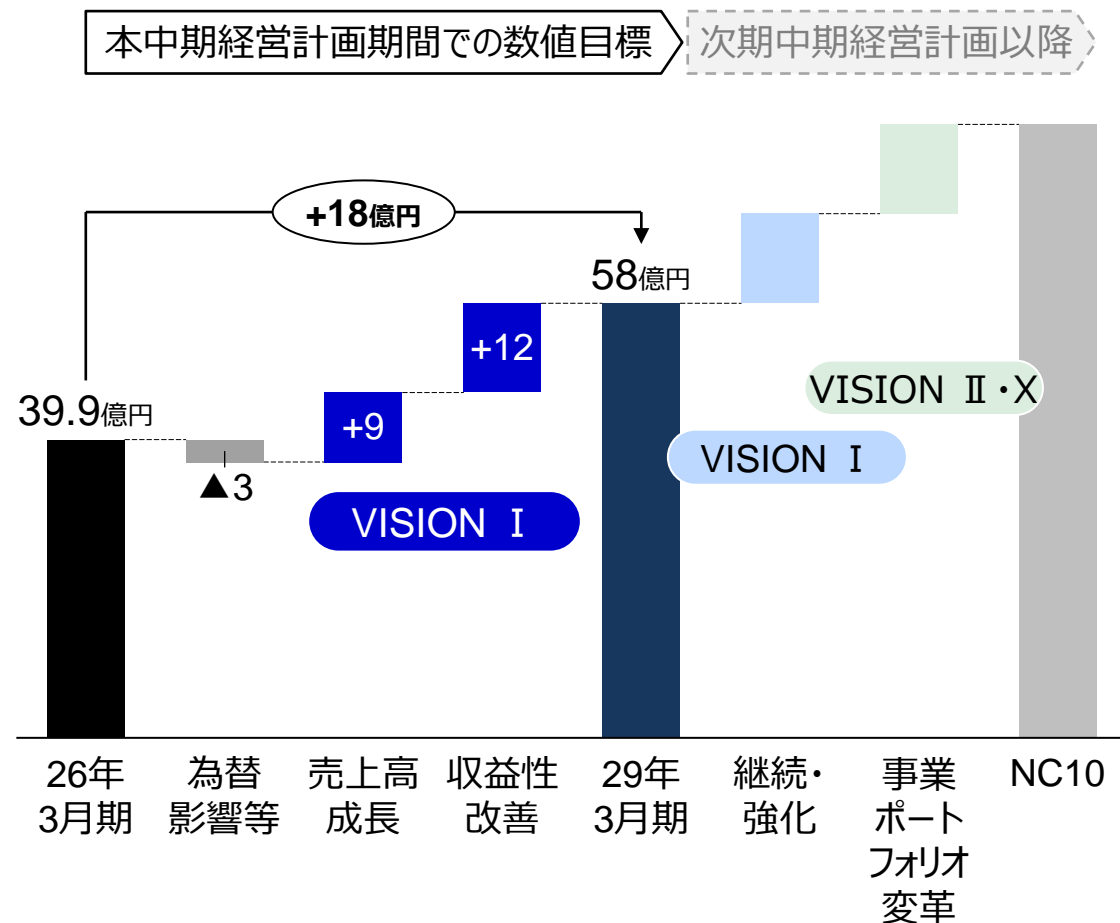 本中期経営計画期間での数値目標
次期中期経営計画以降
+18億円
58億円
+12
39.9億円
+9
▲3
VISION Ⅱ・X
VISION Ⅰ
VISION Ⅰ
26年
3月期
為替
影響等
売上高
成長
収益性
改善
29年
3月期
継続・
強化
事業
ポート
フォリオ
変革
NC10